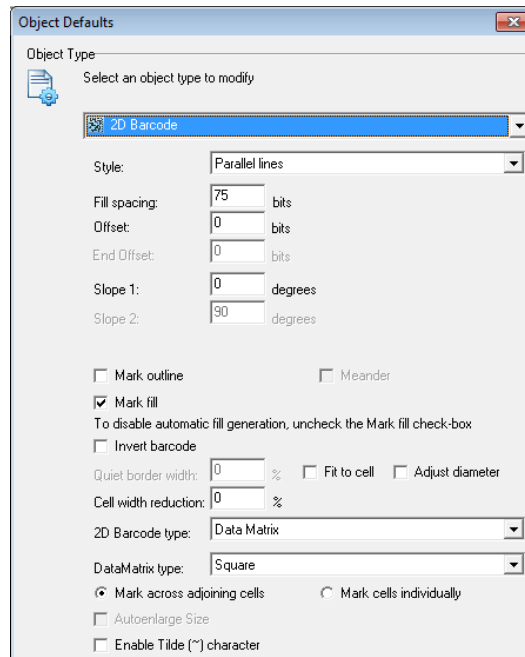 Object Defaults
Object Type
Select an object type to modify
2D Barcode
Style: Parallel lines
Fill spacing: 75 bits
Offset: 0 bits
End Offset: 0 bits
Slope 1: 0 degrees
Slope 2: 90 degrees
Mark outline Meander
Mark fill
To disable automatic fill generation, uncheck the Mark fill check-box
Invert barcode
Quiet border width: 0 % Fit to cell Adjust diameter
Cell width reduction: 0 %
2D Barcode type: Data Matrix
DataMatrix type: Square
Mark across adjoining cells Mark cells individually
Autoenlarge Size
Enable Tilde (~) character